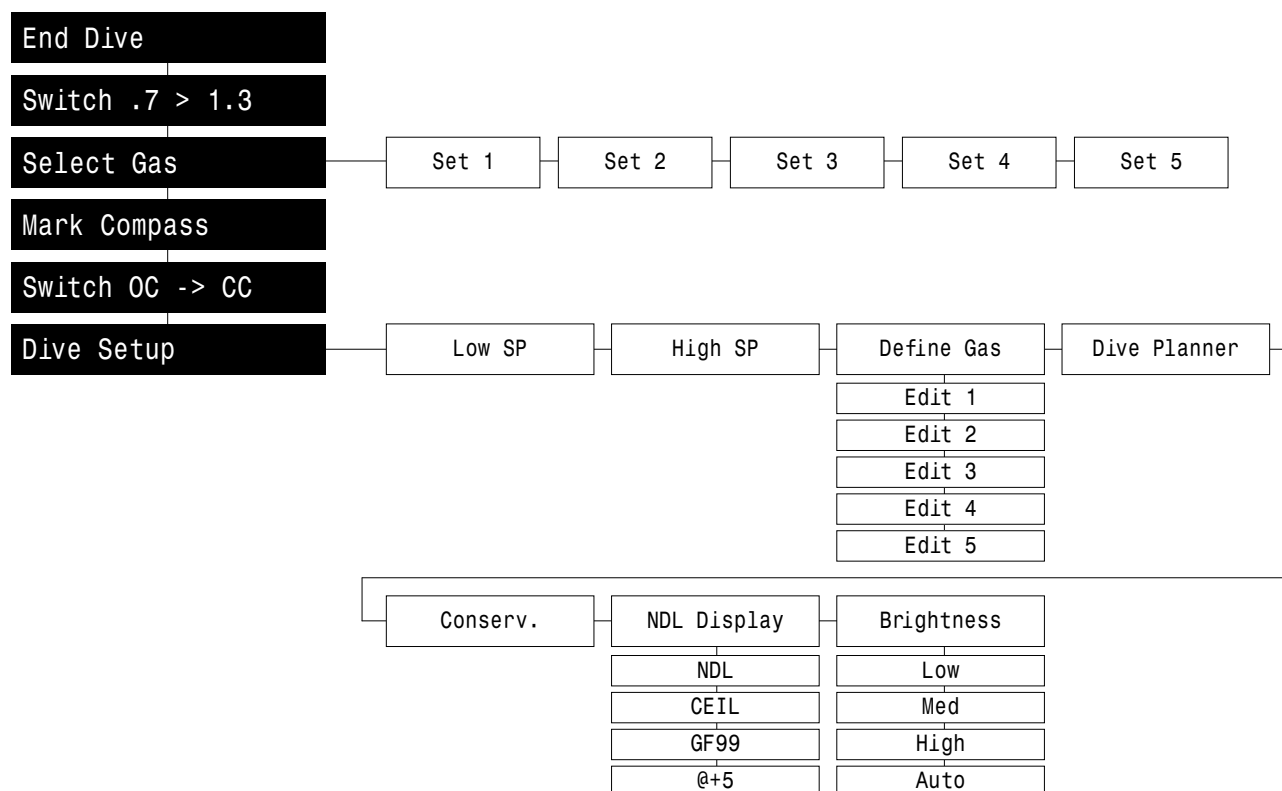 End Dive
Switch .7 > 1.3
Select Gas
Set 1
Set 2
Set 3
Set 4
Set 5
Mark Compass
Switch OC -> CC
Dive Setup
Low SP
High SP
Define Gas
Dive Planner
Edit 1
Edit 2
Edit 3
Edit 4
Edit 5
Conserv.
NDL Display
Brightness
NDL
Low
CEIL
Med
GF99
High
@+5
Auto